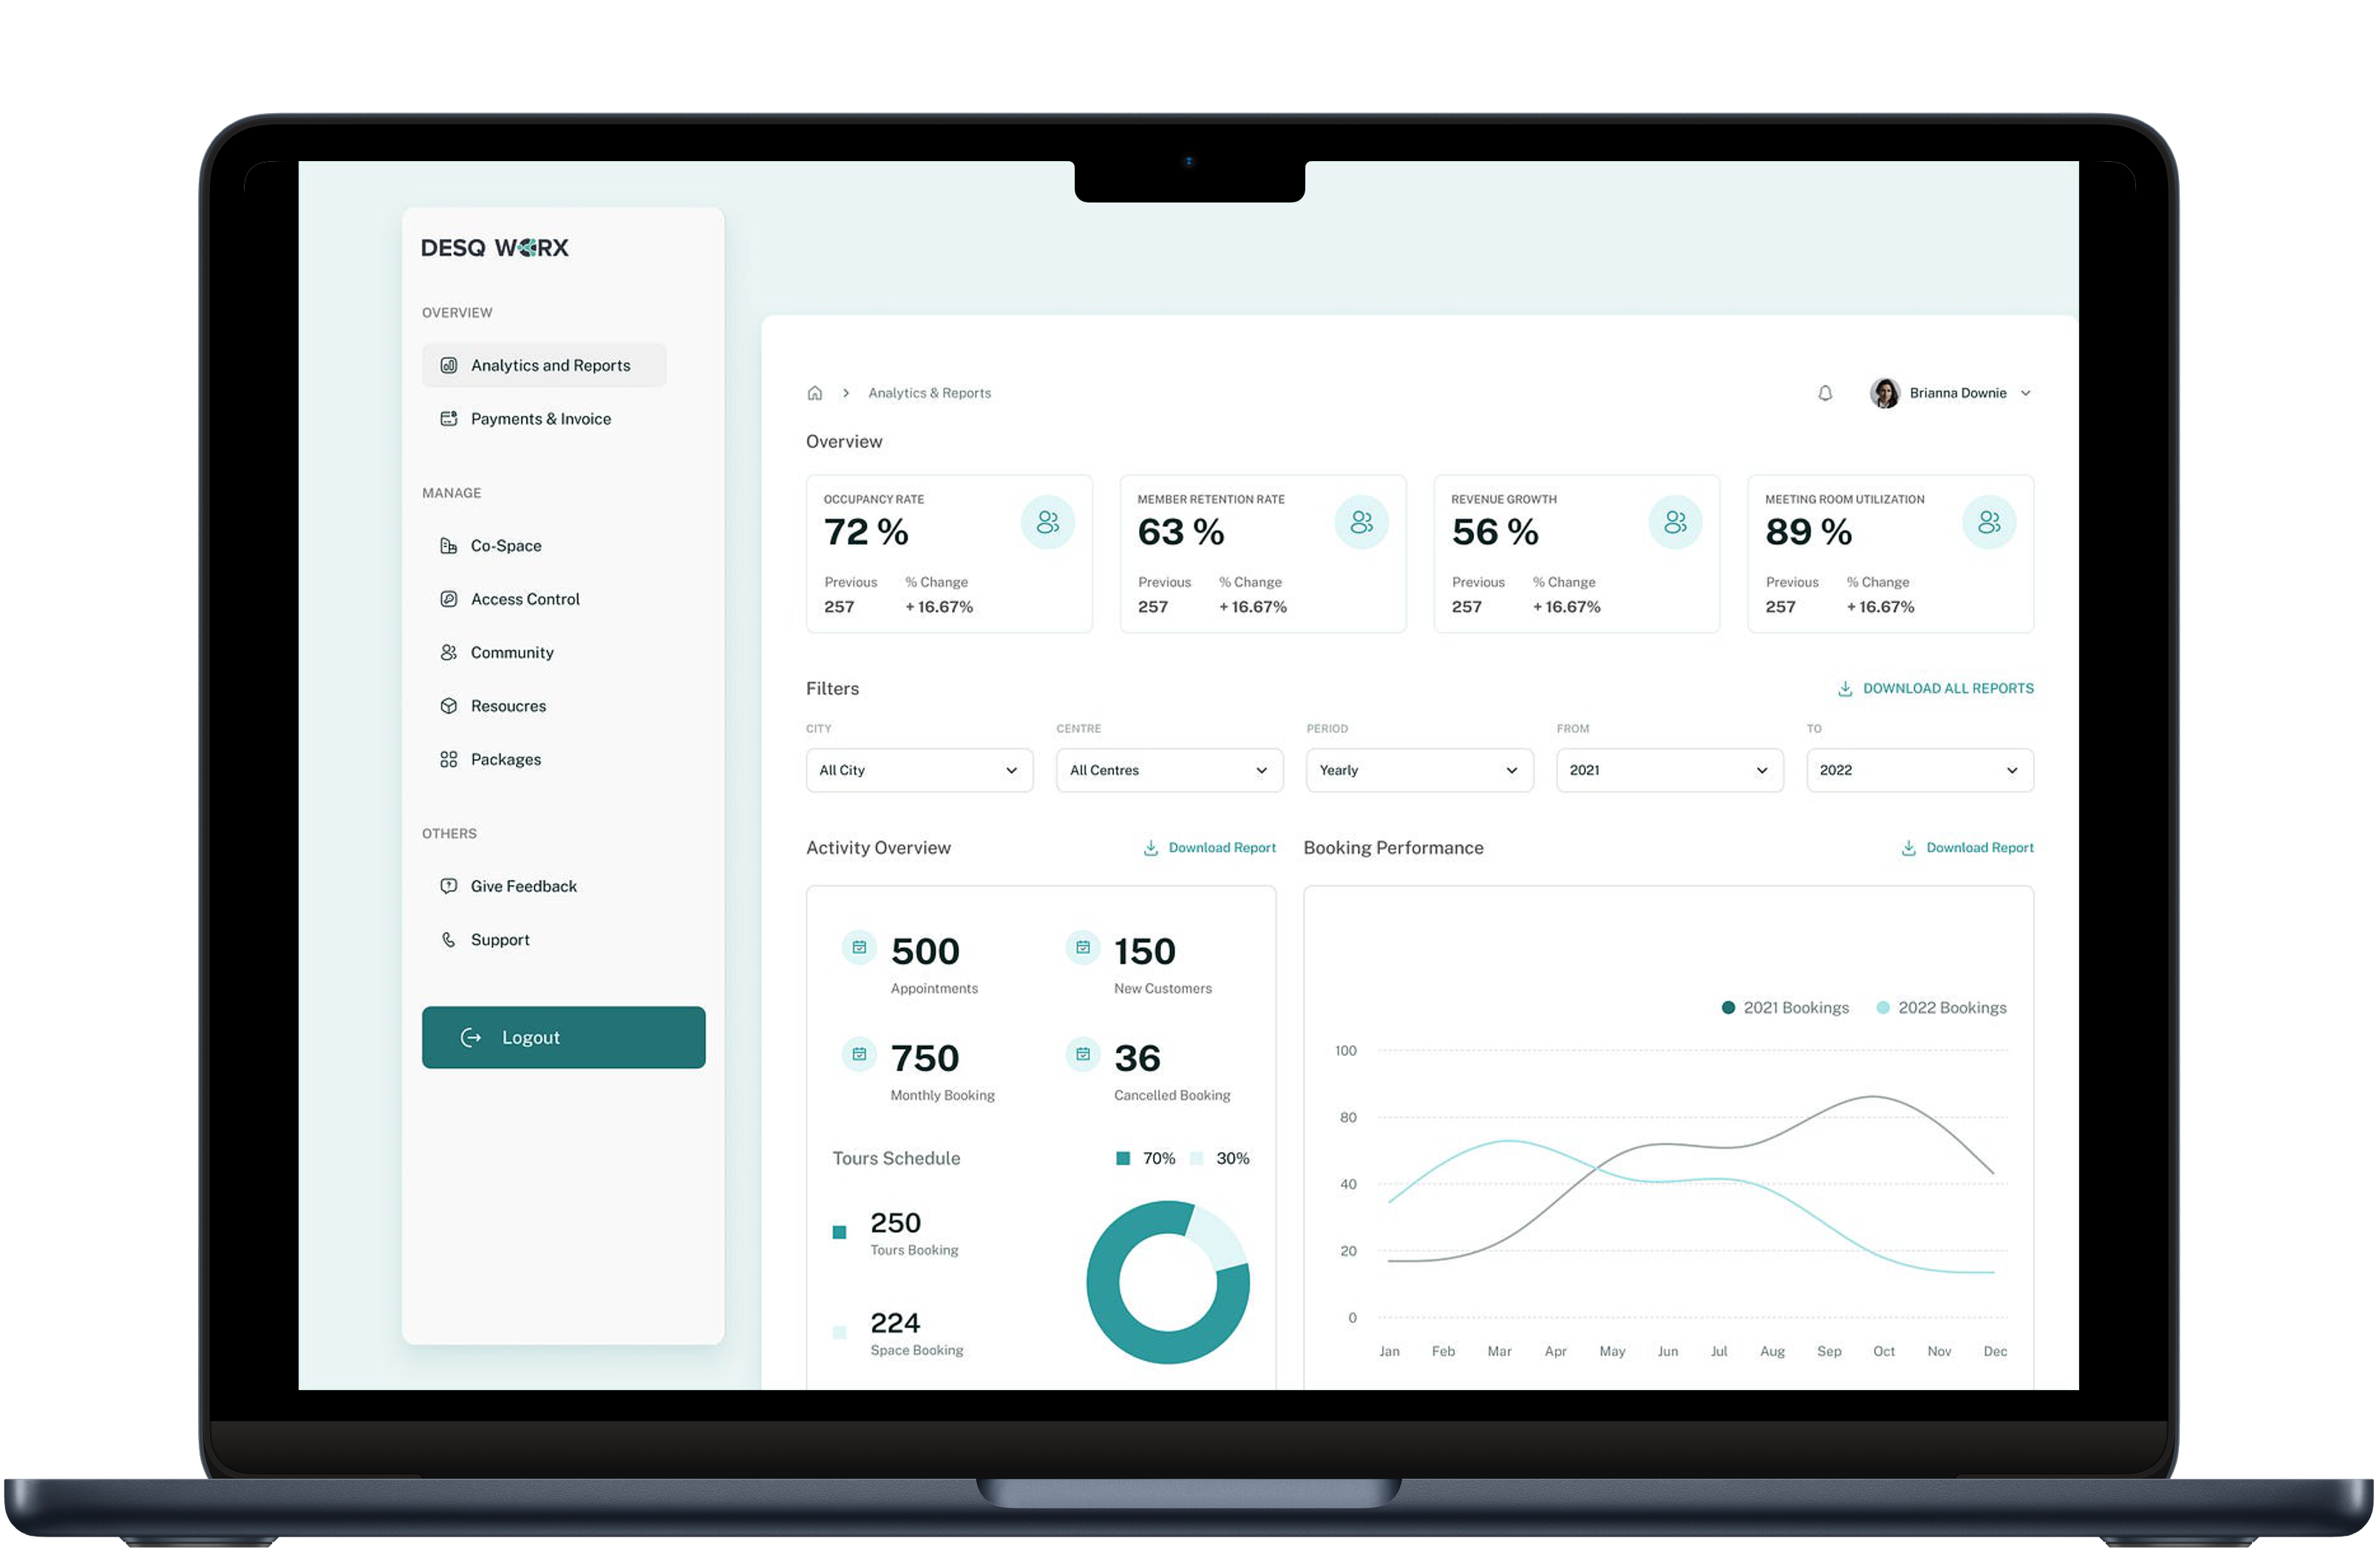 DESQ WORX
OVERVIEW
Analytics and Reports
Payments & Invoice
MANAGE
Co-Space
Access Control
Community
Resoucres
Packages
OTHERS
Give Feedback
Support
Logout
Analytics & Reports
Brianna Downie
Overview
OCCUPANCY RATE
72 %
Previous % Change
257 + 16.67%
MEMBER RETENTION RATE
63 %
Previous % Change
257 + 16.67%
REVENUE GROWTH
56 %
Previous % Change
257 + 16.67%
MEETING ROOM UTILIZATION
89 %
Previous % Change
257 + 16.67%
Filters
DOWNLOAD ALL REPORTS
CITY CENTRE PERIOD FROM TO
All City All Centres Yearly 2021 2022
Activity Overview
Download Report
500
Appointments
150
New Customers
750
Monthly Booking
36
Cancelled Booking
Tours Schedule
70% 30%
250
Tours Booking
224
Space Booking
Booking Performance
Download Report
2021 Bookings 2022 Bookings
100
80
40
20
0
Jan Feb Mar Apr May Jun Jul Aug Sep Oct Nov Dec